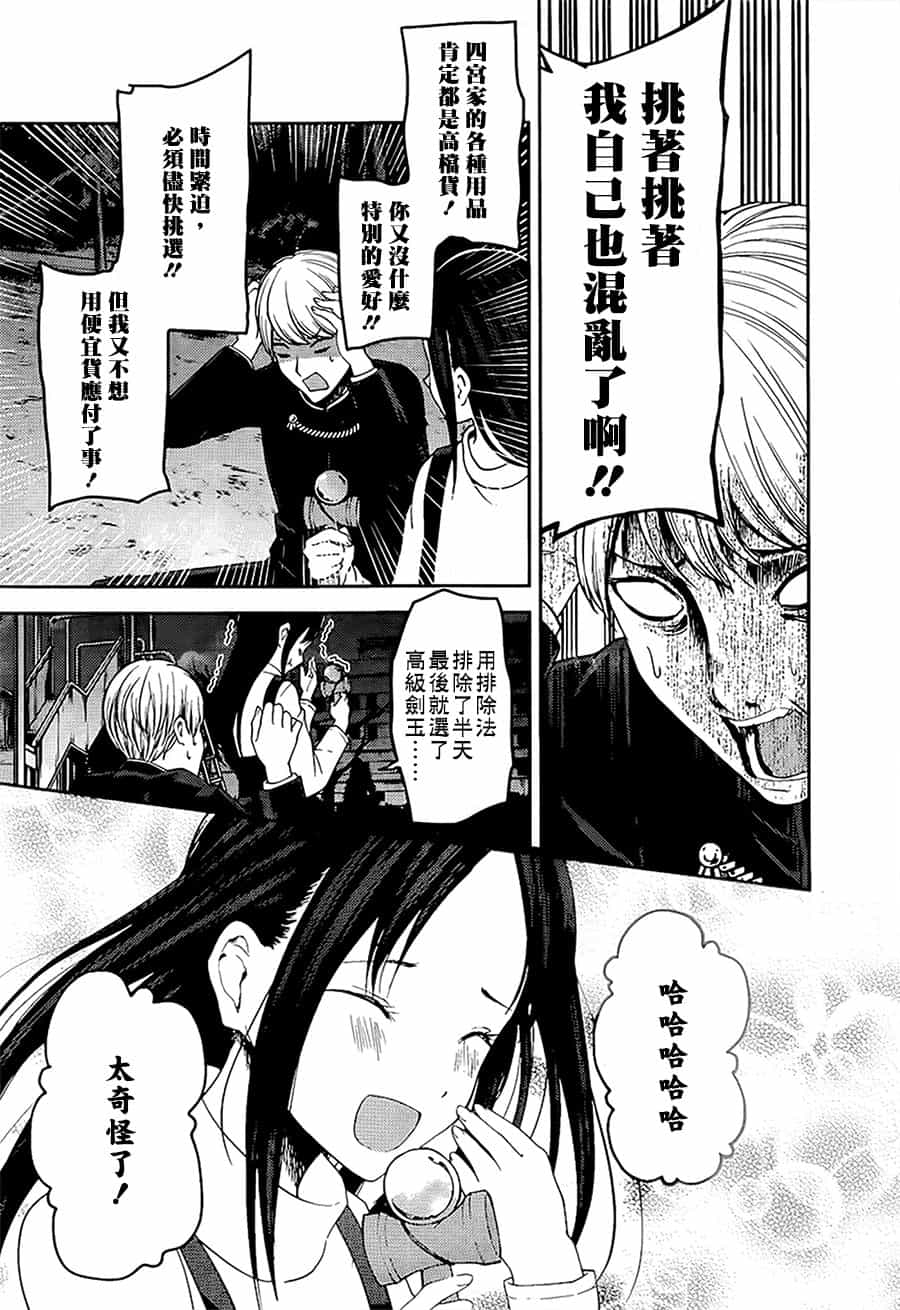 挑著挑著
我自己也混亂了啊!!
四宮家的各種用品
肯定都是高檔貨!
你又沒什麼
特別的愛好!!
時間緊迫，
必須儘快挑選!!
但我又不想
用便宜貨應付了事!
用排除法
排除了半天
最後就選了
高級劍玉……
哈哈哈哈哈
太奇怪了!